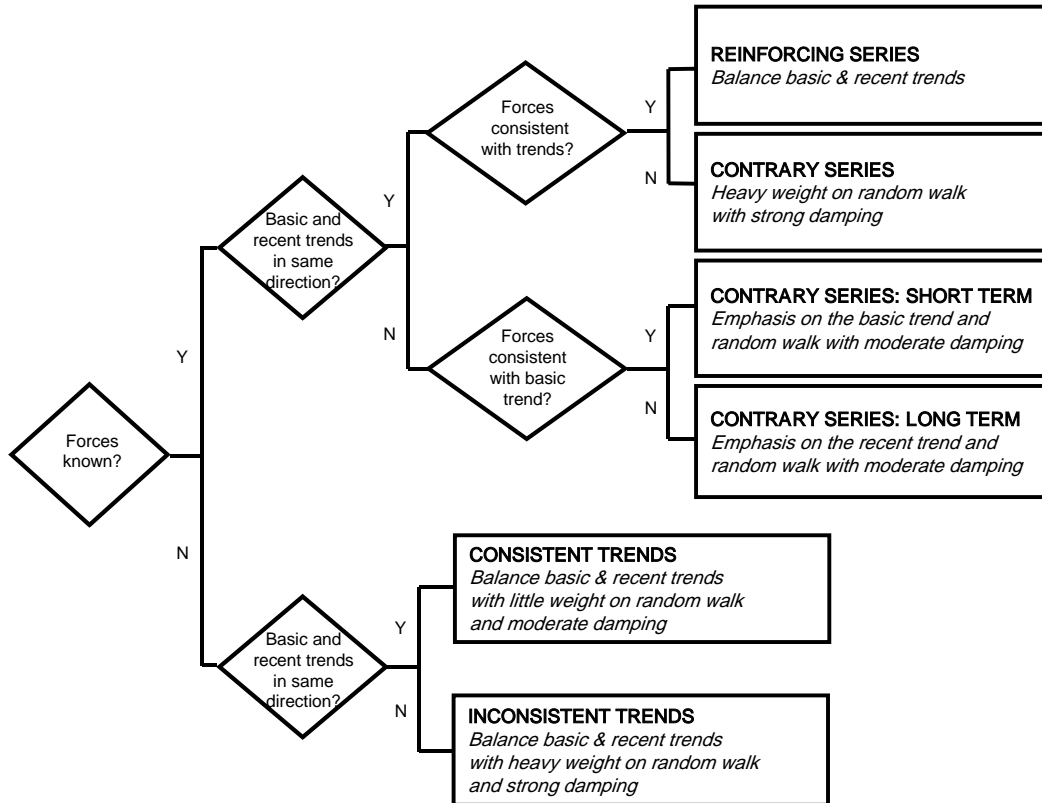 Forces
known?
Y
N
Basic and
recent trends
in same
direction?
Y
N
Forces
consistent
with trends?
Y
N
REINFORCING SERIES
Balance basic & recent trends
CONTRARY SERIES
Heavy weight on random walk
with strong damping
Forces
consistent
with basic
trend?
Y
N
CONTRARY SERIES: SHORT TERM
Emphasis on the basic trend and
random walk with moderate damping
CONTRARY SERIES: LONG TERM
Emphasis on the recent trend and
random walk with moderate damping
Basic and
recent trends
in same
direction?
Y
N
CONSISTENT TRENDS
Balance basic & recent trends
with little weight on random walk
and moderate damping
INCONSISTENT TRENDS
Balance basic & recent trends
with heavy weight on random walk
and strong damping